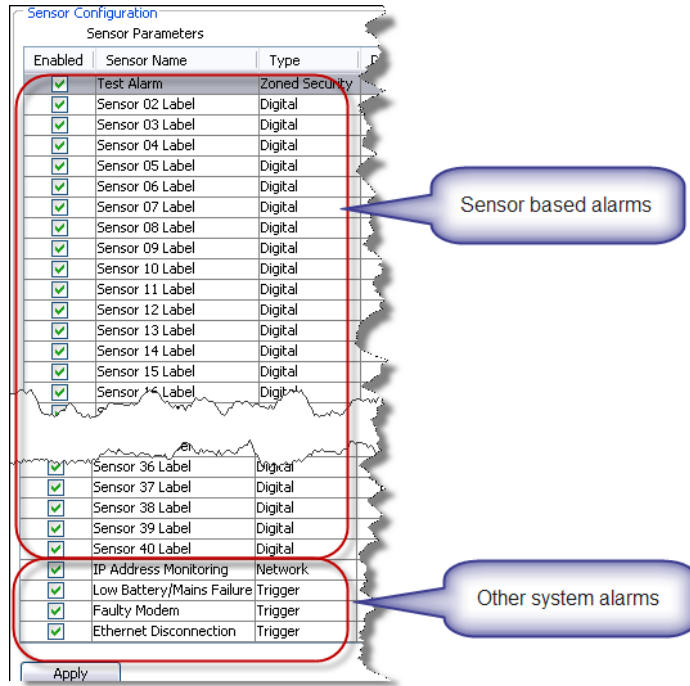 Sensor Configuration
Sensor Parameters
Enabled Sensor Name Type
Test Alarm Zoned Security
Sensor 02 Label Digital
Sensor 03 Label Digital
Sensor 04 Label Digital
Sensor 05 Label Digital
Sensor 06 Label Digital
Sensor 07 Label Digital
Sensor based alarms
Sensor 08 Label Digital
Sensor 09 Label Digital
Sensor 10 Label Digital
Sensor 11 Label Digital
Sensor 12 Label Digital
Sensor 13 Label Digital
Sensor 14 Label Digital
Sensor 15 Label Digital
Sensor 16 Label Digital
Sensor 36 Label Digital
Sensor 37 Label Digital
Sensor 38 Label Digital
Sensor 39 Label Digital
Sensor 40 Label Digital
IP Address Monitoring Network
Low Battery/Mains Failure Trigger
Other system alarms
Faulty Modem Trigger
Ethernet Disconnection Trigger
Apply